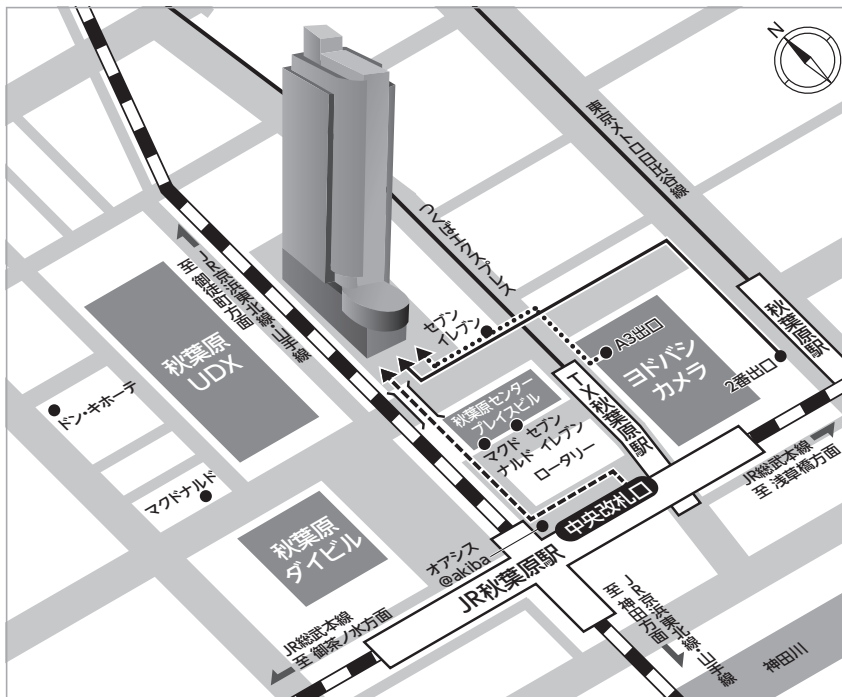 N
東京メトロ日比谷線
つくばエクスプレス
JR京浜東北線・山手線
至 御徒町方面
セブン
イレブン
A3出口
秋葉原駅
ヨドバシ
カメラ
2番出口
秋葉原
UDX
TX秋葉原駅
秋葉原センター
プレイスビル
ドン・キホーテ
マクド
ナルド
セブン
イレブン
ロータリー
マクドナルド
JR総武本線
至 浅草橋方面
中央改札口
秋葉原
ダイビル
オアシス
@akiba
JR秋葉原駅
JR京浜東北線・山手線
至 神田方面
JR総武本線
至 御茶ノ水方面
神田川